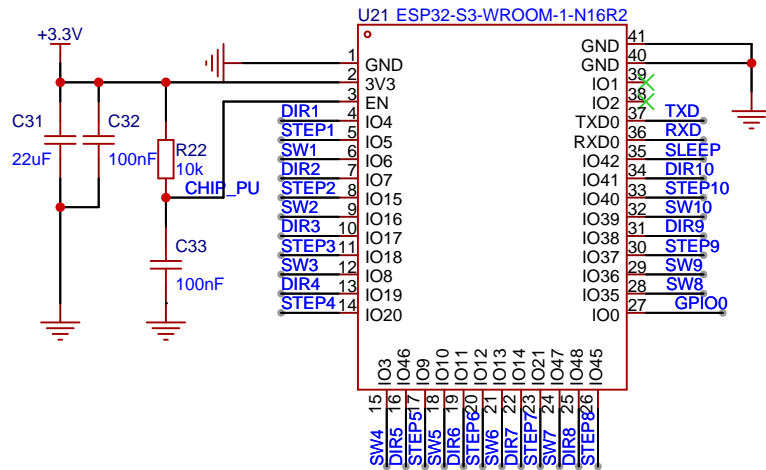 U21 ESP32-S3-WROOM-1-N16R2
+3.3V
C31
22uF
C32
100nF
R22
10k
CHIP_PU
C33
100nF
1 GND
2 3V3
3 EN
DIR1 4 IO4
STEP1 5 IO5
SW1 6 IO6
DIR2 7 IO7
STEP2 8 IO15
SW2 9 IO16
DIR3 10 IO17
STEP3 11 IO18
SW3 12 IO8
DIR4 13 IO19
STEP4 14 IO20
GND 41
GND 40
IO1 39
IO2 38
TXD0 37 TXD
RXD0 36 RXD
IO42 35 SLEEP
IO41 34 DIR10
IO40 33 STEP10
IO39 32 SW10
IO38 31 DIR9
IO37 30 STEP9
IO36 29 SW9
IO35 28 SW8
IO0 27 GPIO0
IO3 15 SW4
IO46 16 DIR5
IO9 17 STEP5
IO10 18 SW5
IO11 19 DIR6
IO12 20 STEP6
IO13 21 SW6
IO14 22 DIR7
IO21 23 STEP7
IO47 24 SW7
IO48 25 DIR8
IO45 26 STEP8